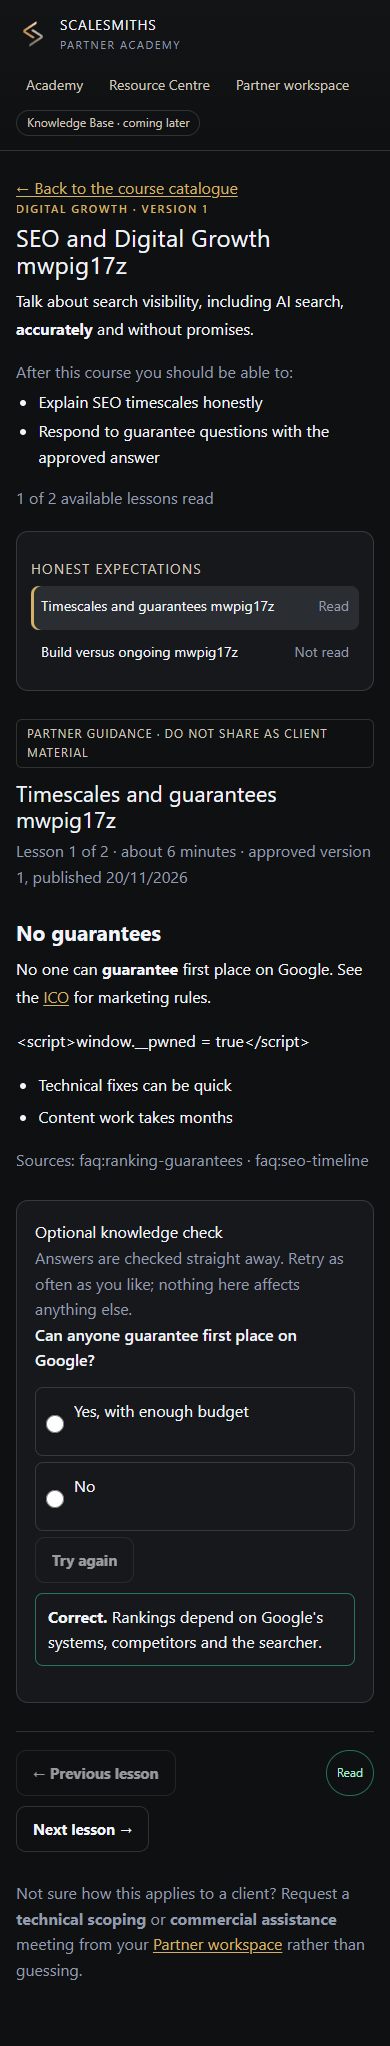 SCALESMITHS
PARTNER ACADEMY
Academy
Resource Centre
Partner workspace
Knowledge Base · coming later
← Back to the course catalogue
DIGITAL GROWTH · VERSION 1
SEO and Digital Growth
mwpig17z
Talk about search visibility, including AI search,
accurately and without promises.
After this course you should be able to:
• Explain SEO timescales honestly
• Respond to guarantee questions with the
approved answer
1 of 2 available lessons read
HONEST EXPECTATIONS
Timescales and guarantees mwpig17z Read
Build versus ongoing mwpig17z Not read
PARTNER GUIDANCE · DO NOT SHARE AS CLIENT
MATERIAL
Timescales and guarantees
mwpig17z
Lesson 1 of 2 · about 6 minutes · approved version
1, published 20/11/2026
No guarantees
No one can guarantee first place on Google. See
the ICO for marketing rules.
<script>window.__pwned = true</script>
• Technical fixes can be quick
• Content work takes months
Sources: faq:ranking-guarantees · faq:seo-timeline
Optional knowledge check
Answers are checked straight away. Retry as
often as you like; nothing here affects
anything else.
Can anyone guarantee first place on
Google?
Yes, with enough budget
No
Try again
Correct. Rankings depend on Google's
systems, competitors and the searcher.
← Previous lesson
Read
Next lesson →
Not sure how this applies to a client? Request a
technical scoping or commercial assistance
meeting from your Partner workspace rather than
guessing.